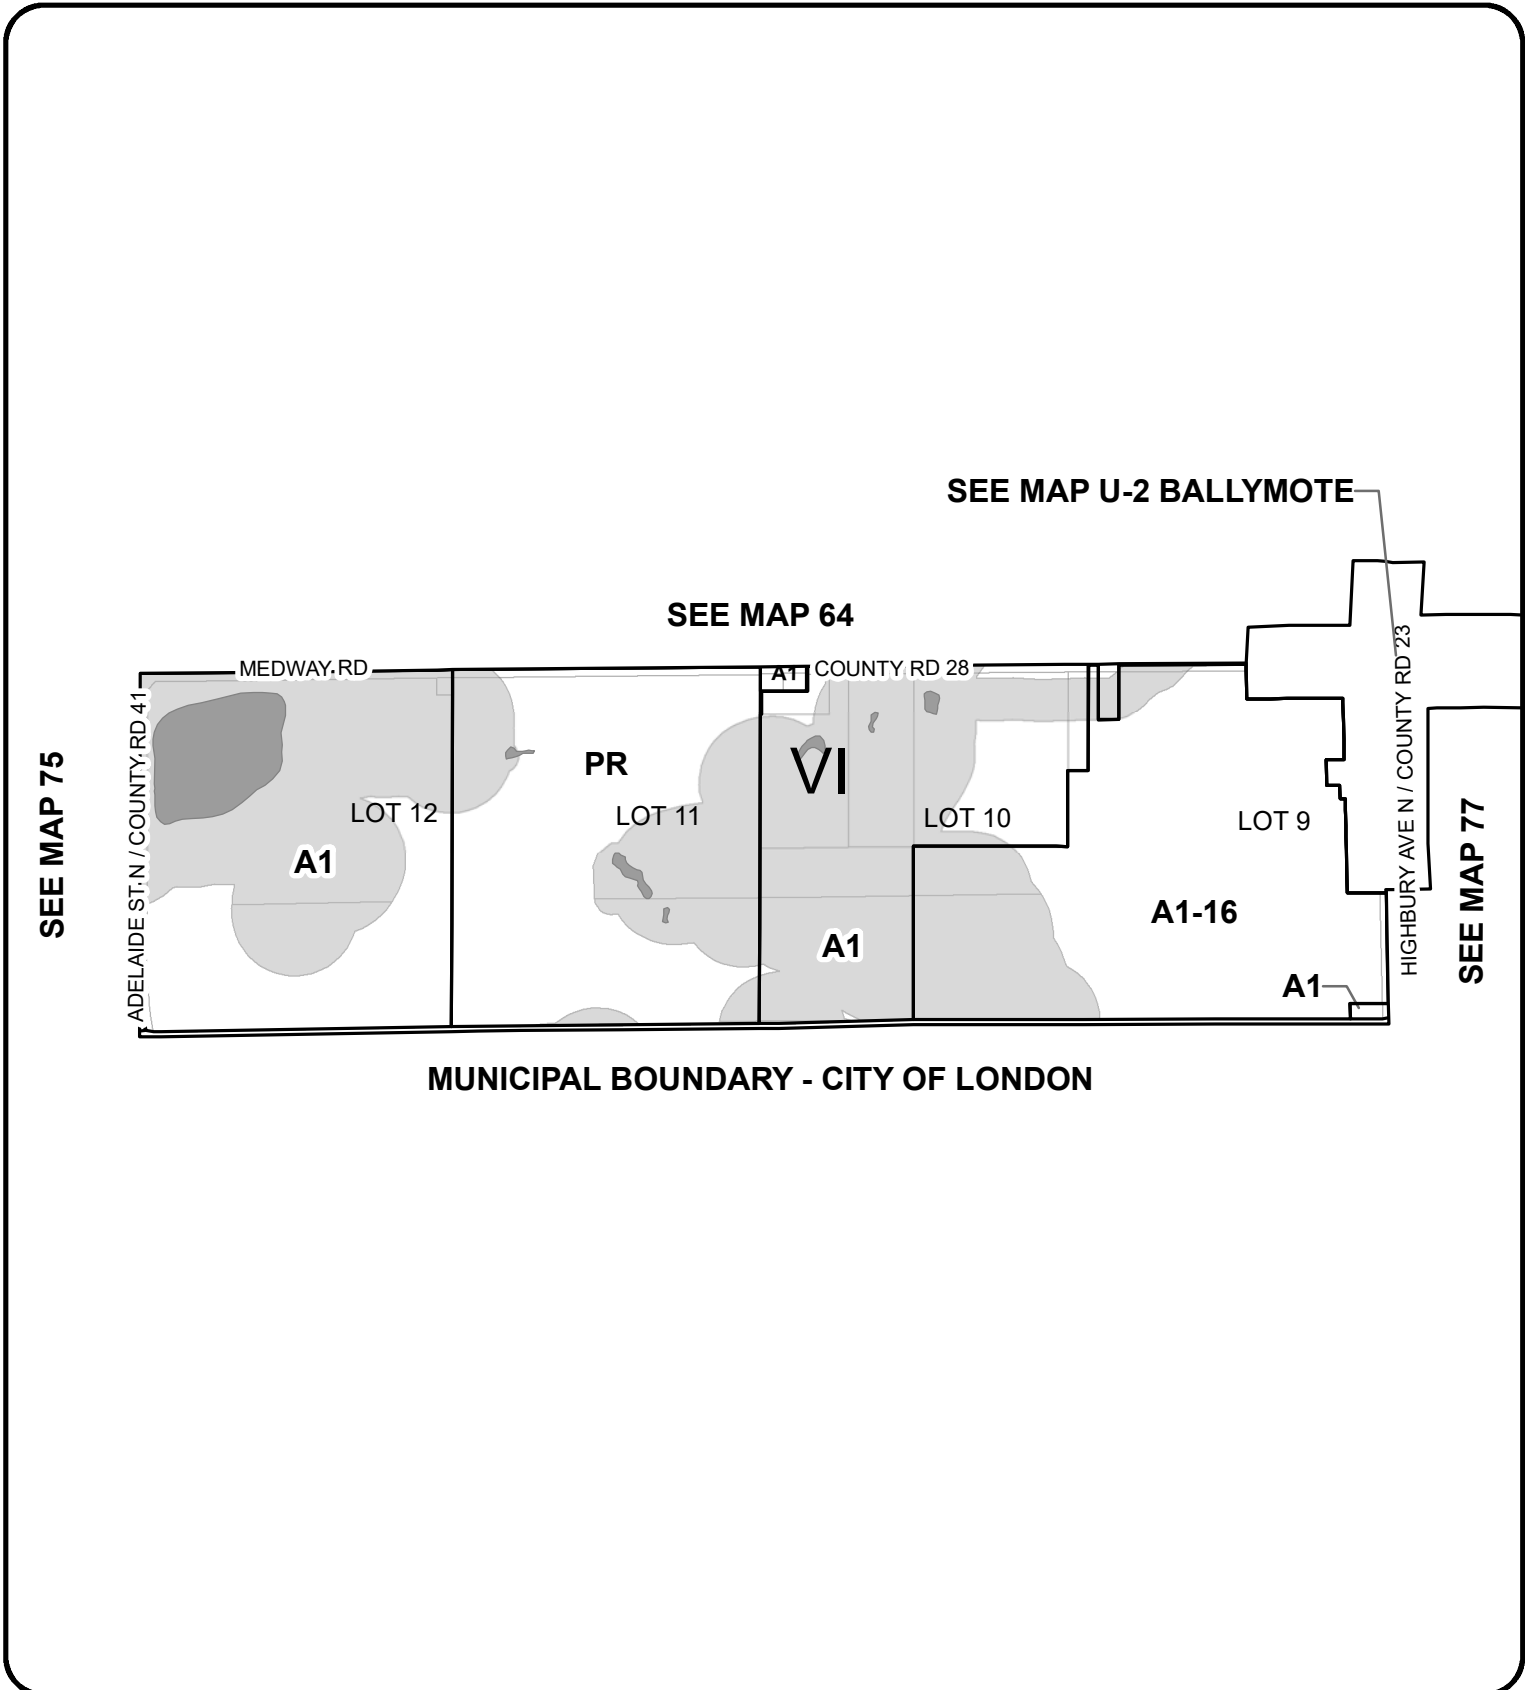 SEE MAP U-2 BALLYMOTE
SEE MAP 64
MEDWAY RD
A1
COUNTY RD 28
SEE MAP 75
ADELAIDE ST N / COUNTY RD 41
PR
VI
LOT 12
LOT 11
LOT 10
LOT 9
A1
A1-16
A1
A1
HIGHBURY AVE N / COUNTY RD 23
SEE MAP 77
MUNICIPAL BOUNDARY - CITY OF LONDON